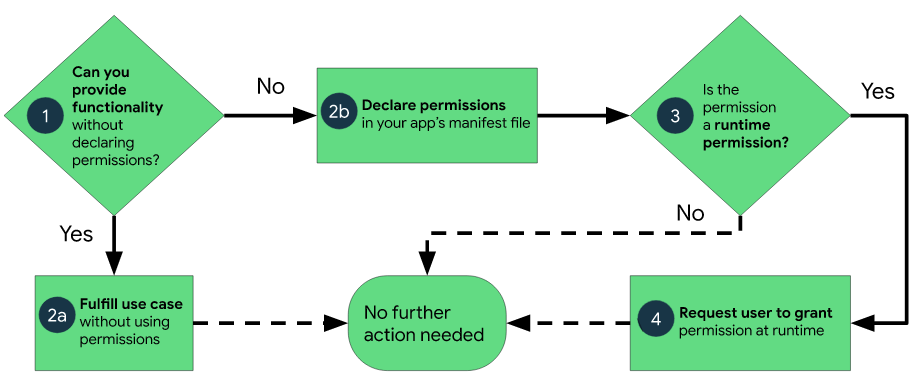 1
Can you
provide
functionality
without
declaring
permissions?
No
2b
Declare permissions
in your app's manifest file
3
Is the
permission
a runtime
permission?
Yes
Yes
No
2a
Fulfill use case
without using
permissions
No further
action needed
4
Request user to grant
permission at runtime